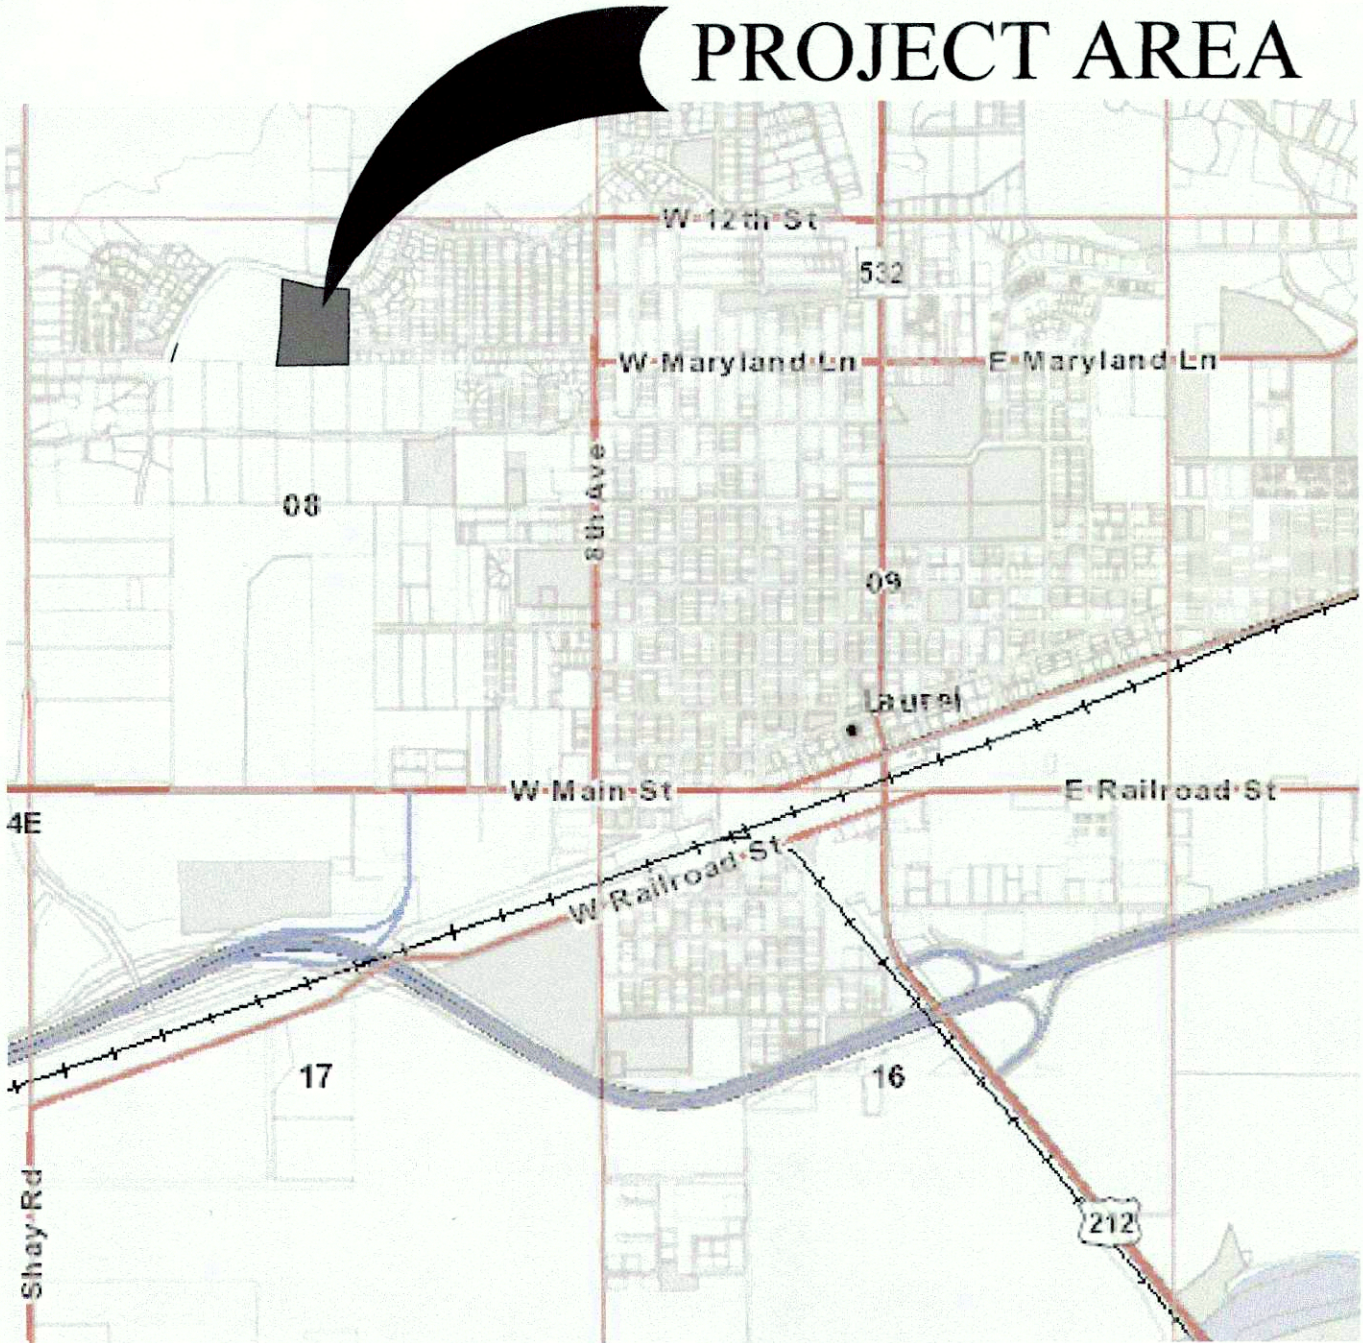 PROJECT AREA
W 12th St
532
W Maryland Ln
E Maryland Ln
8th Ave
08
09
Laurel
W Main St
E Railroad St
4E
W Railroad St
17
16
212
Shay Rd